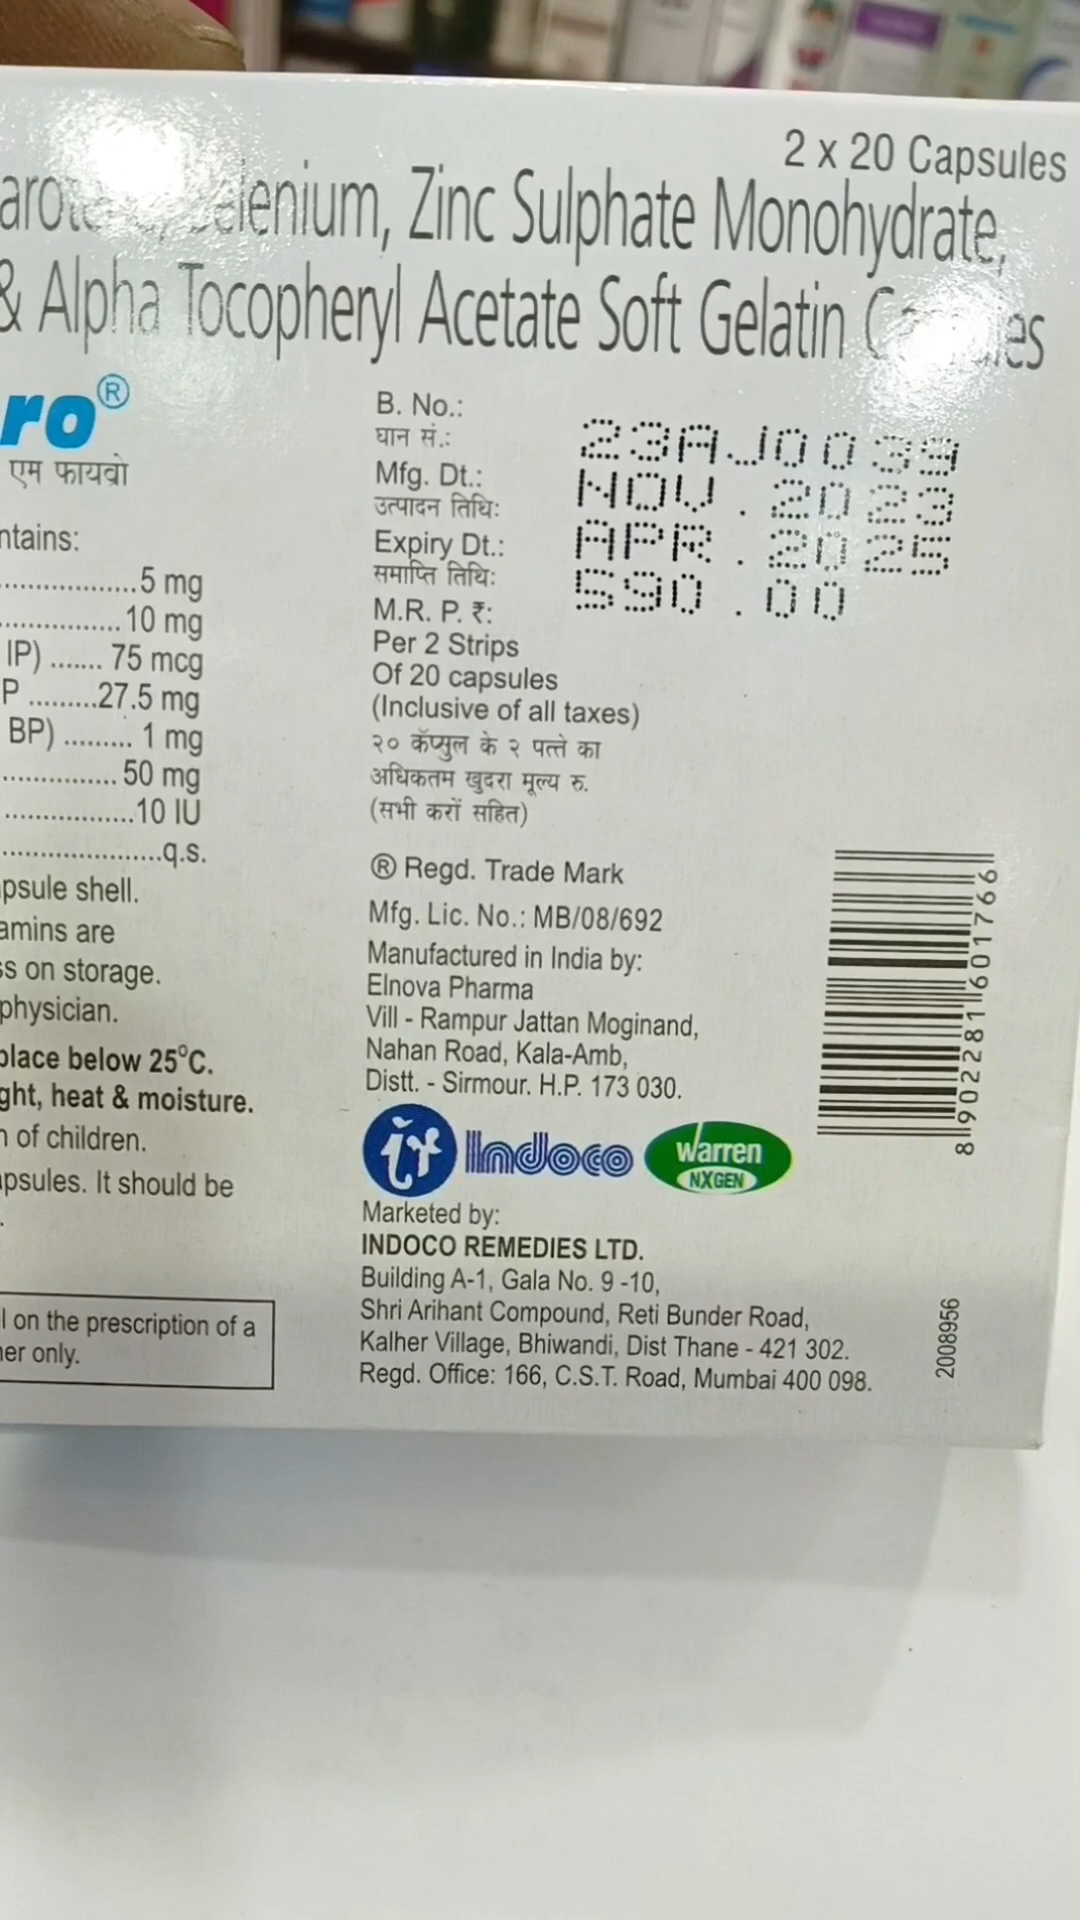 2 x 20 Capsules
Zinc Sulphate Monohydrate,
& Alpha Tocopheryl Acetate Soft Gelatin
ro®
एम फायब्रो
ntains:
...............5 mg
...............10 mg
IP) ....... 75 mcg
P .........27.5 mg
BP) ......... 1 mg
............... 50 mg
.................10 IU
.....................q.s.
psule shell.
amins are
ss on storage.
physician.
place below 25°C.
ght, heat & moisture.
n of children.
apsules. It should be
l on the prescription of a
ner only.
B. No.: 23AJ0039
घान सं.:
Mfg. Dt.: NOV.2023
उत्पादन तिथि:
Expiry Dt.: APR.2025
समाप्ति तिथि:
M.R. P. ₹: 590.00
Per 2 Strips
Of 20 capsules
(Inclusive of all taxes)
२० कॅप्सुल के २ पत्ते का
अधिकतम खुदरा मूल्य रु.
(सभी करों सहित)
® Regd. Trade Mark
Mfg. Lic. No.: MB/08/692
Manufactured in India by:
Elnova Pharma
Vill - Rampur Jattan Moginand,
Nahan Road, Kala-Amb,
Distt. - Sirmour. H.P. 173 030.
Indoco
warren
NXGEN
Marketed by:
INDOCO REMEDIES LTD.
Building A-1, Gala No. 9 -10,
Shri Arihant Compound, Reti Bunder Road,
Kalher Village, Bhiwandi, Dist Thane - 421 302.
Regd. Office: 166, C.S.T. Road, Mumbai 400 098.
8 902281 601766
2008956